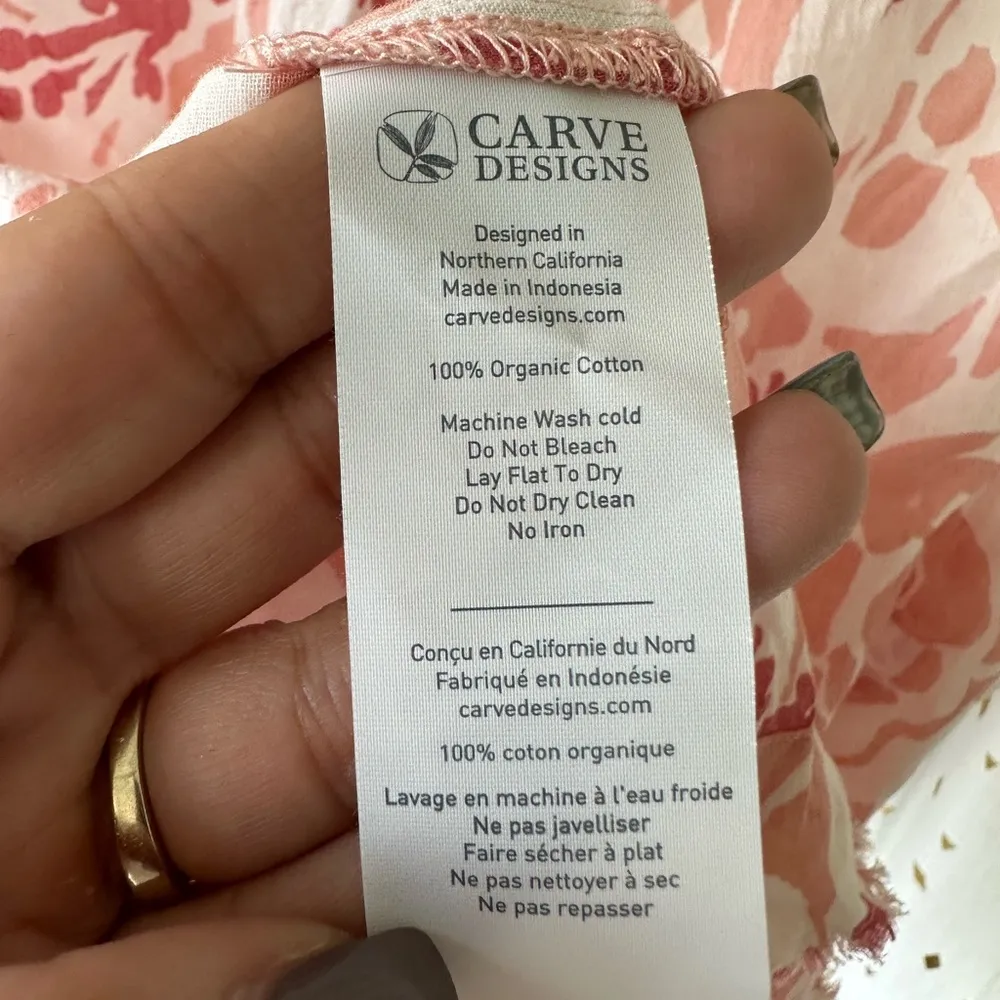 CARVE
DESIGNS
Designed in
Northern California
Made in Indonesia
carvedesigns.com
100% Organic Cotton
Machine Wash cold
Do Not Bleach
Lay Flat To Dry
Do Not Dry Clean
No Iron
Conçu en Californie du Nord
Fabriqué en Indonésie
carvedesigns.com
100% coton organique
Lavage en machine à l'eau froide
Ne pas javelliser
Faire sécher à plat
Ne pas nettoyer à sec
Ne pas repasser